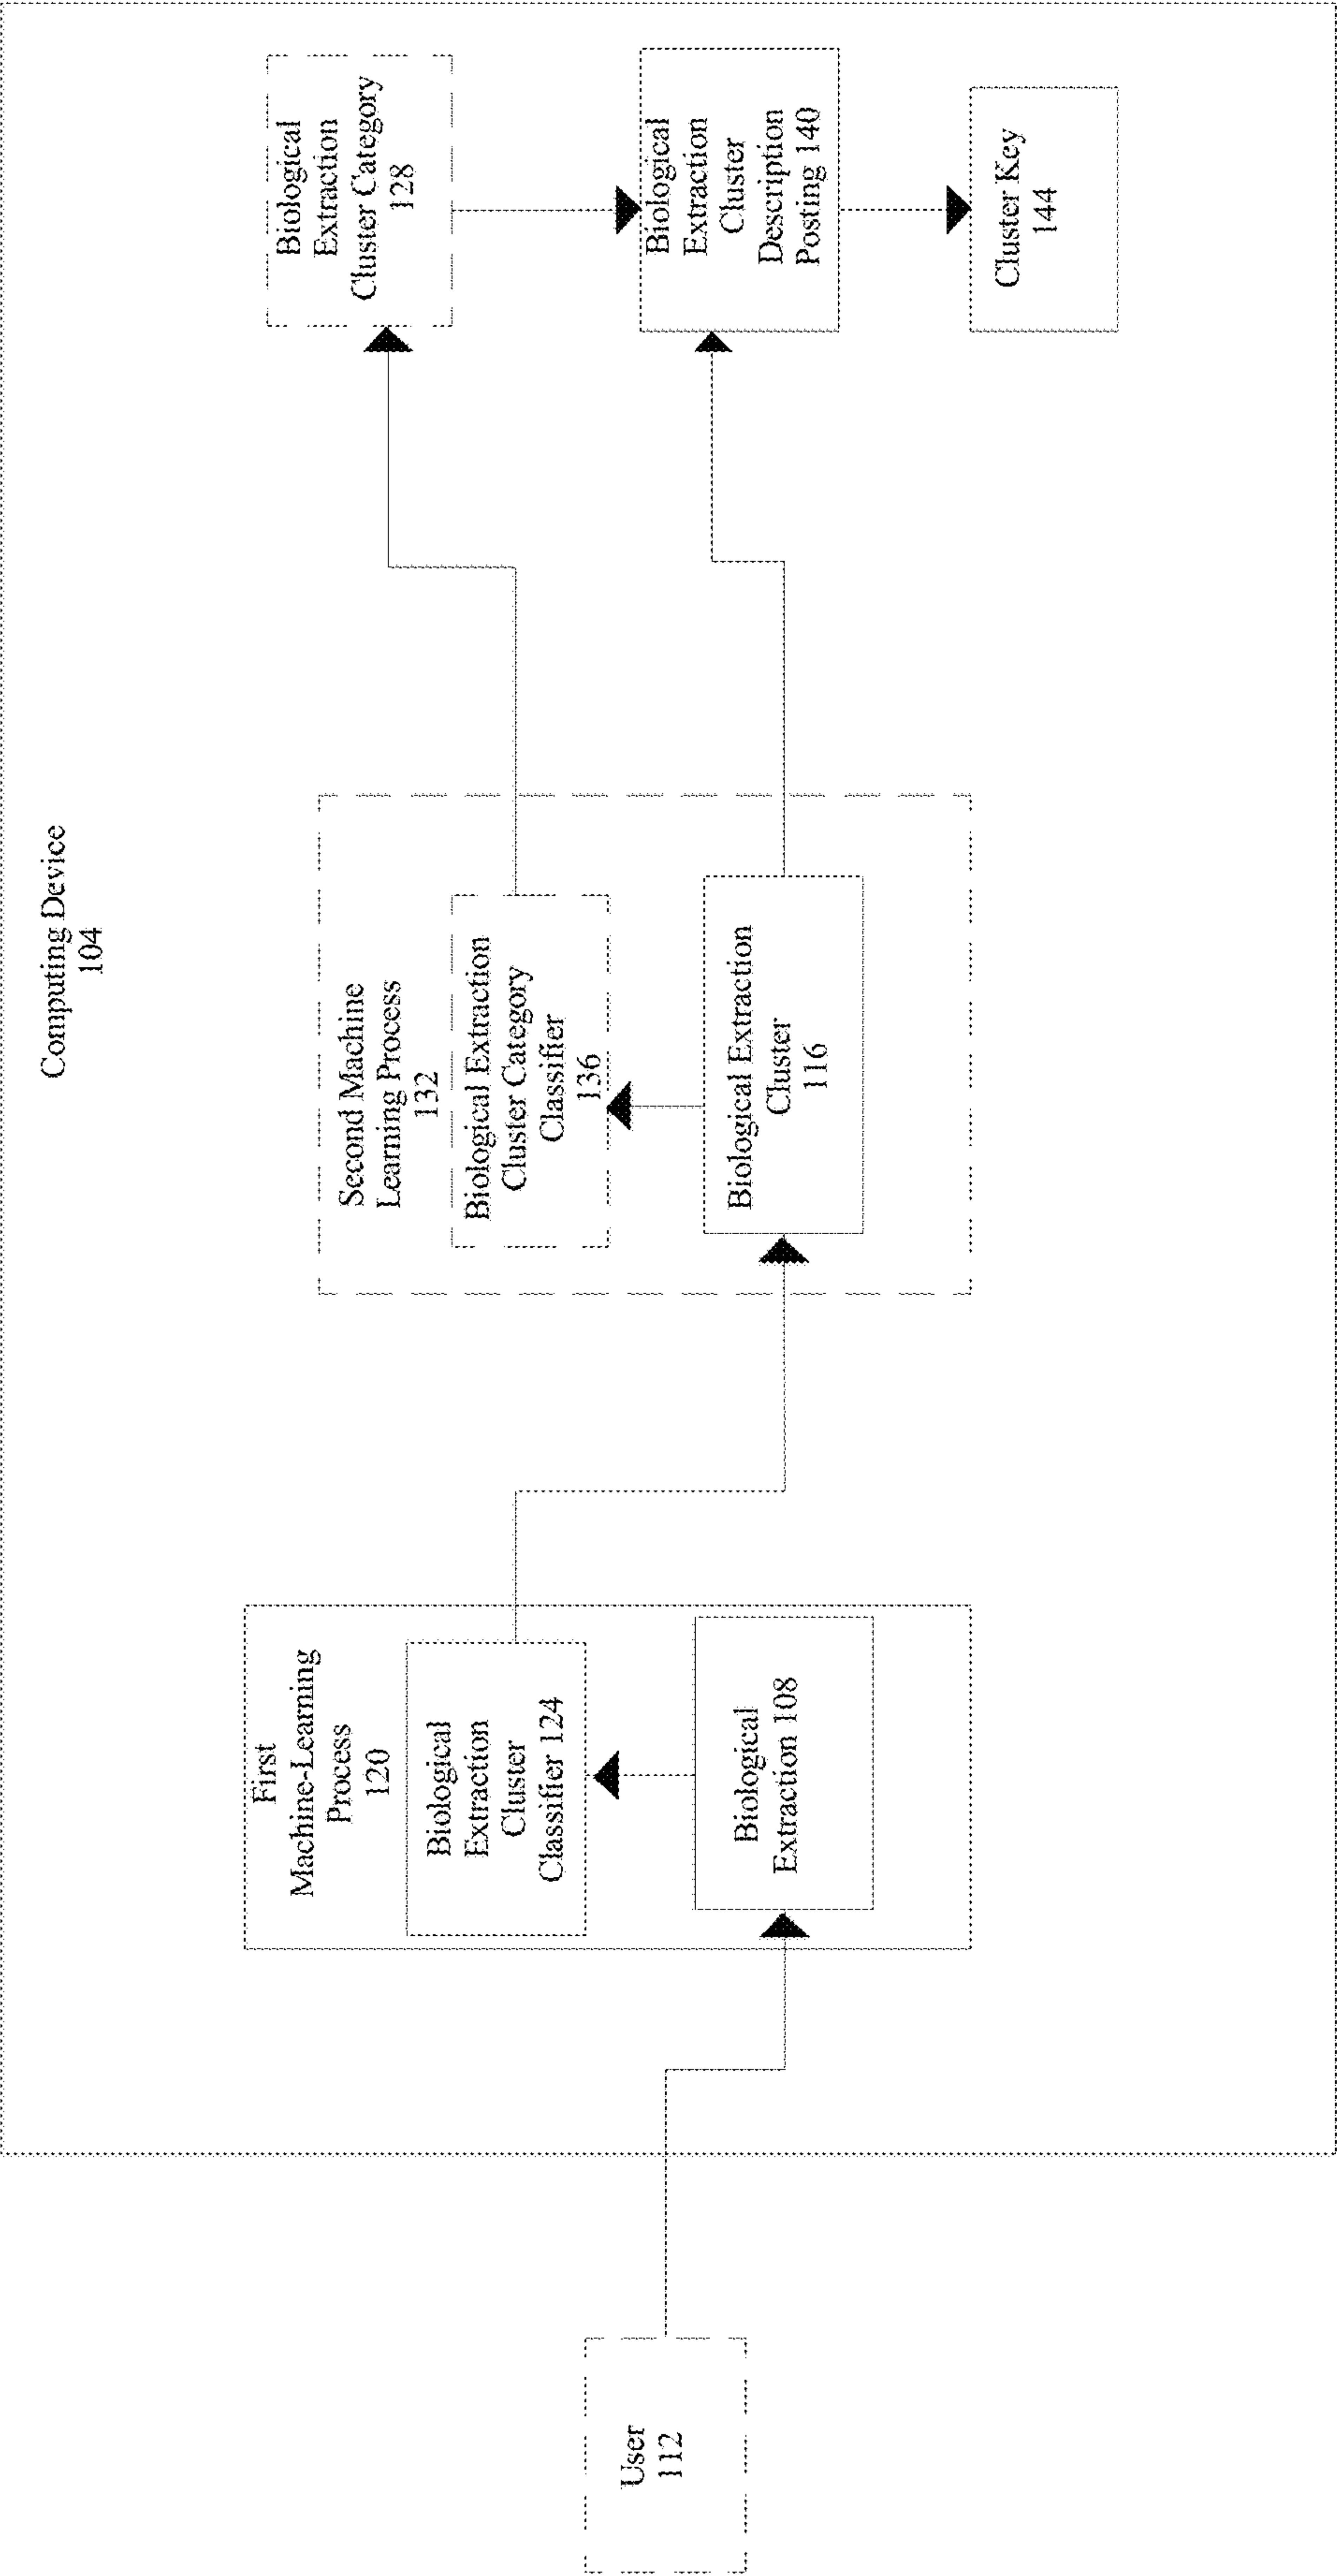 Computing Device
104
First
Machine-Learning
Process
120
Biological
Extraction
Cluster
Classifier 124
Biological
Extraction 108
User
112
Second Machine
Learning Process
132
Biological Extraction
Cluster Category
Classifier
136
Biological Extraction
Cluster
116
Biological
Extraction
Cluster Category
128
Biological
Extraction
Cluster
Description
Posting 140
Cluster Key
144